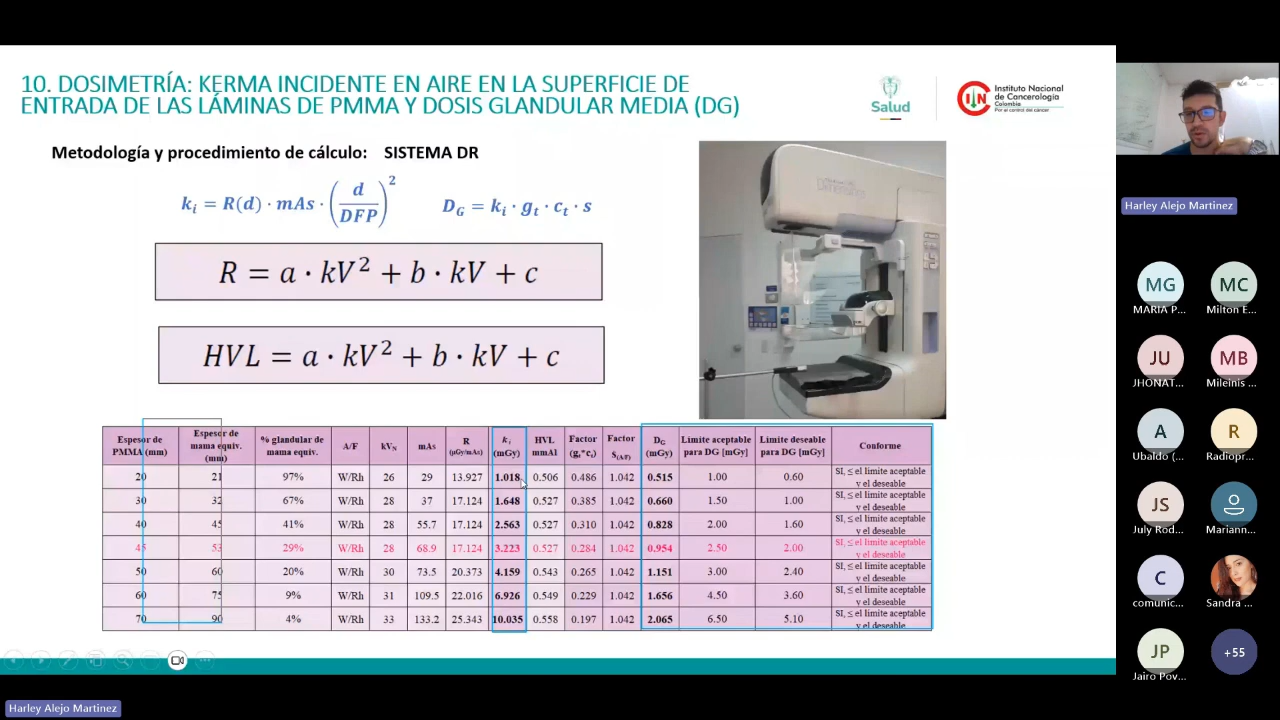 10. DOSIMETRÍA: KERMA INCIDENTE EN AIRE EN LA SUPERFICIE DE
ENTRADA DE LAS LÁMINAS DE PMMA Y DOSIS GLANDULAR MEDIA (DG)
Salud
Instituto Nacional
de Cancerología
Colombia
Por el control del cáncer
Metodología y procedimiento de cálculo: SISTEMA DR
k_i = R(d) · mAs · (d/DFP)²
D_G = k_i · g_t · c_t · s
R = a · kV² + b · kV + c
HVL = a · kV² + b · kV + c
Espesor de PMMA (mm) Espesor de mama equiv. (mm) % glandular de mama equiv. A/F kV_N mAs R (µGy/mAs) k_i (mGy) HVL mmAl Factor (g_t*c_t) Factor S_(A/F) D_G (mGy) Limite aceptable para DG [mGy] Limite deseable para DG [mGy] Conforme
20 21 97% W/Rh 26 29 13.927 1.018 0.506 0.486 1.042 0.515 1.00 0.60 SI, ≤ el limite aceptable y el deseable
30 32 67% W/Rh 28 37 17.124 1.648 0.527 0.385 1.042 0.660 1.50 1.00 SI, ≤ el limite aceptable y el deseable
40 45 41% W/Rh 28 55.7 17.124 2.563 0.527 0.310 1.042 0.828 2.00 1.60 SI, ≤ el limite aceptable y el deseable
45 53 29% W/Rh 28 68.9 17.124 3.223 0.527 0.284 1.042 0.954 2.50 2.00 SI, ≤ el limite aceptable y el deseable
50 60 20% W/Rh 30 73.5 20.373 4.159 0.543 0.265 1.042 1.151 3.00 2.40 SI, ≤ el limite aceptable y el deseable
60 75 9% W/Rh 31 109.5 22.016 6.926 0.549 0.229 1.042 1.656 4.50 3.60 SI, ≤ el limite aceptable y el deseable
70 90 4% W/Rh 33 133.2 25.343 10.035 0.558 0.197 1.042 2.065 6.50 5.10 SI, ≤ el limite aceptable y el deseable
Harley Alejo Martinez
Harley Alejo Martinez
MG MC
MARIA P... Milton E...
JU MB
JHONAT... Mileinis ...
A R
Ubaldo (... Radiopr...
JS
July Rod... Mariann...
C
comunic... Sandra ...
JP +55
Jairo Pov...